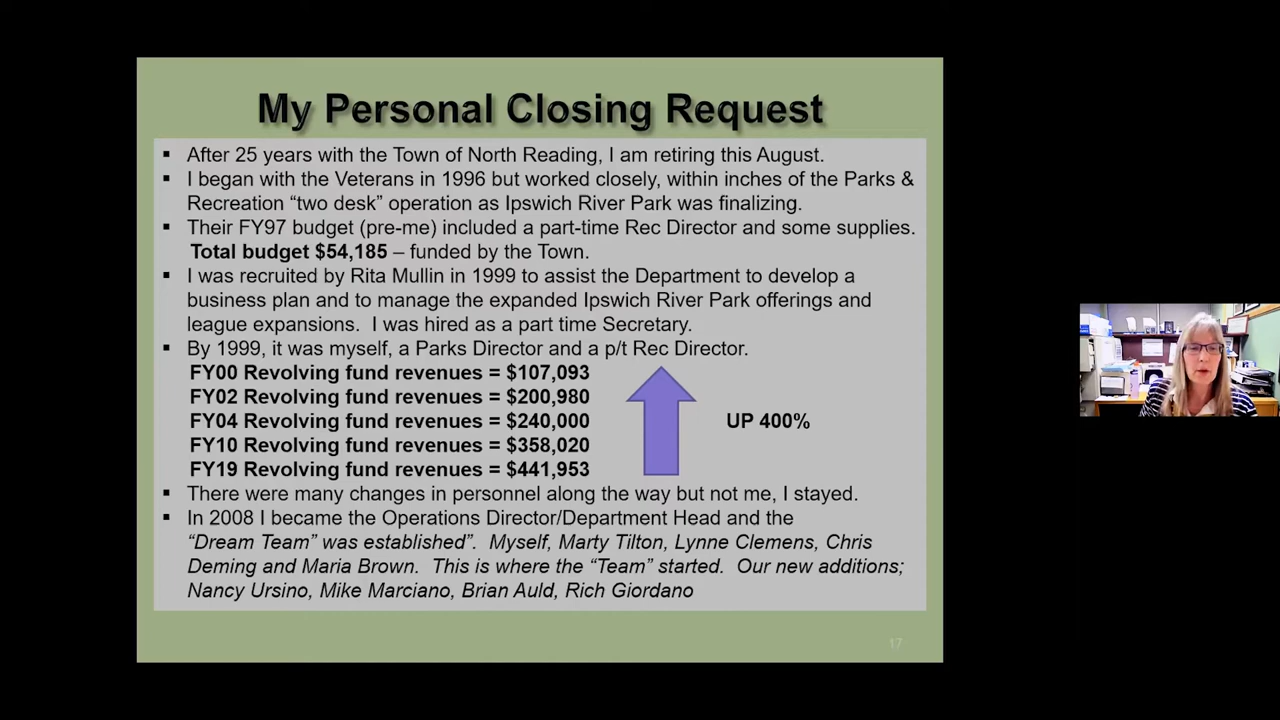 My Personal Closing Request
▪ After 25 years with the Town of North Reading, I am retiring this August.
▪ I began with the Veterans in 1996 but worked closely, within inches of the Parks &
Recreation “two desk” operation as Ipswich River Park was finalizing.
▪ Their FY97 budget (pre-me) included a part-time Rec Director and some supplies.
Total budget $54,185 – funded by the Town.
▪ I was recruited by Rita Mullin in 1999 to assist the Department to develop a
business plan and to manage the expanded Ipswich River Park offerings and
league expansions.  I was hired as a part time Secretary.
▪ By 1999, it was myself, a Parks Director and a p/t Rec Director.
FY00 Revolving fund revenues = $107,093
FY02 Revolving fund revenues = $200,980
FY04 Revolving fund revenues = $240,000
UP 400%
FY10 Revolving fund revenues = $358,020
FY19 Revolving fund revenues = $441,953
▪ There were many changes in personnel along the way but not me, I stayed.
▪ In 2008 I became the Operations Director/Department Head and the
“Dream Team” was established”.  Myself, Marty Tilton, Lynne Clemens, Chris
Deming and Maria Brown.  This is where the “Team” started.  Our new additions;
Nancy Ursino, Mike Marciano, Brian Auld, Rich Giordano
17